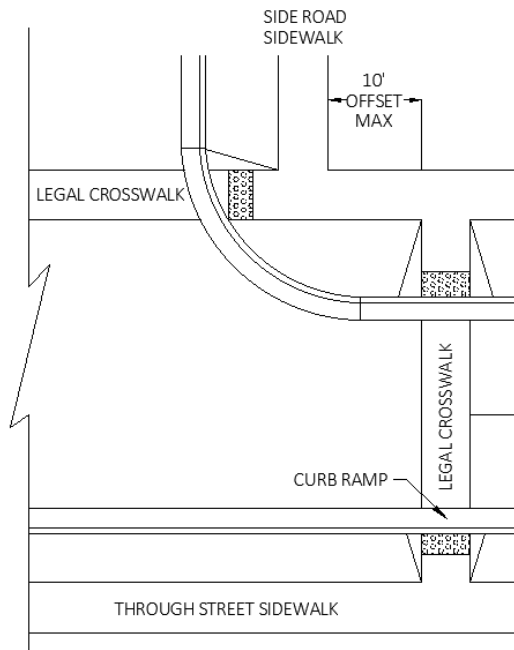 SIDE ROAD
SIDEWALK
10'
OFFSET
MAX
LEGAL CROSSWALK
LEGAL CROSSWALK
CURB RAMP
THROUGH STREET SIDEWALK